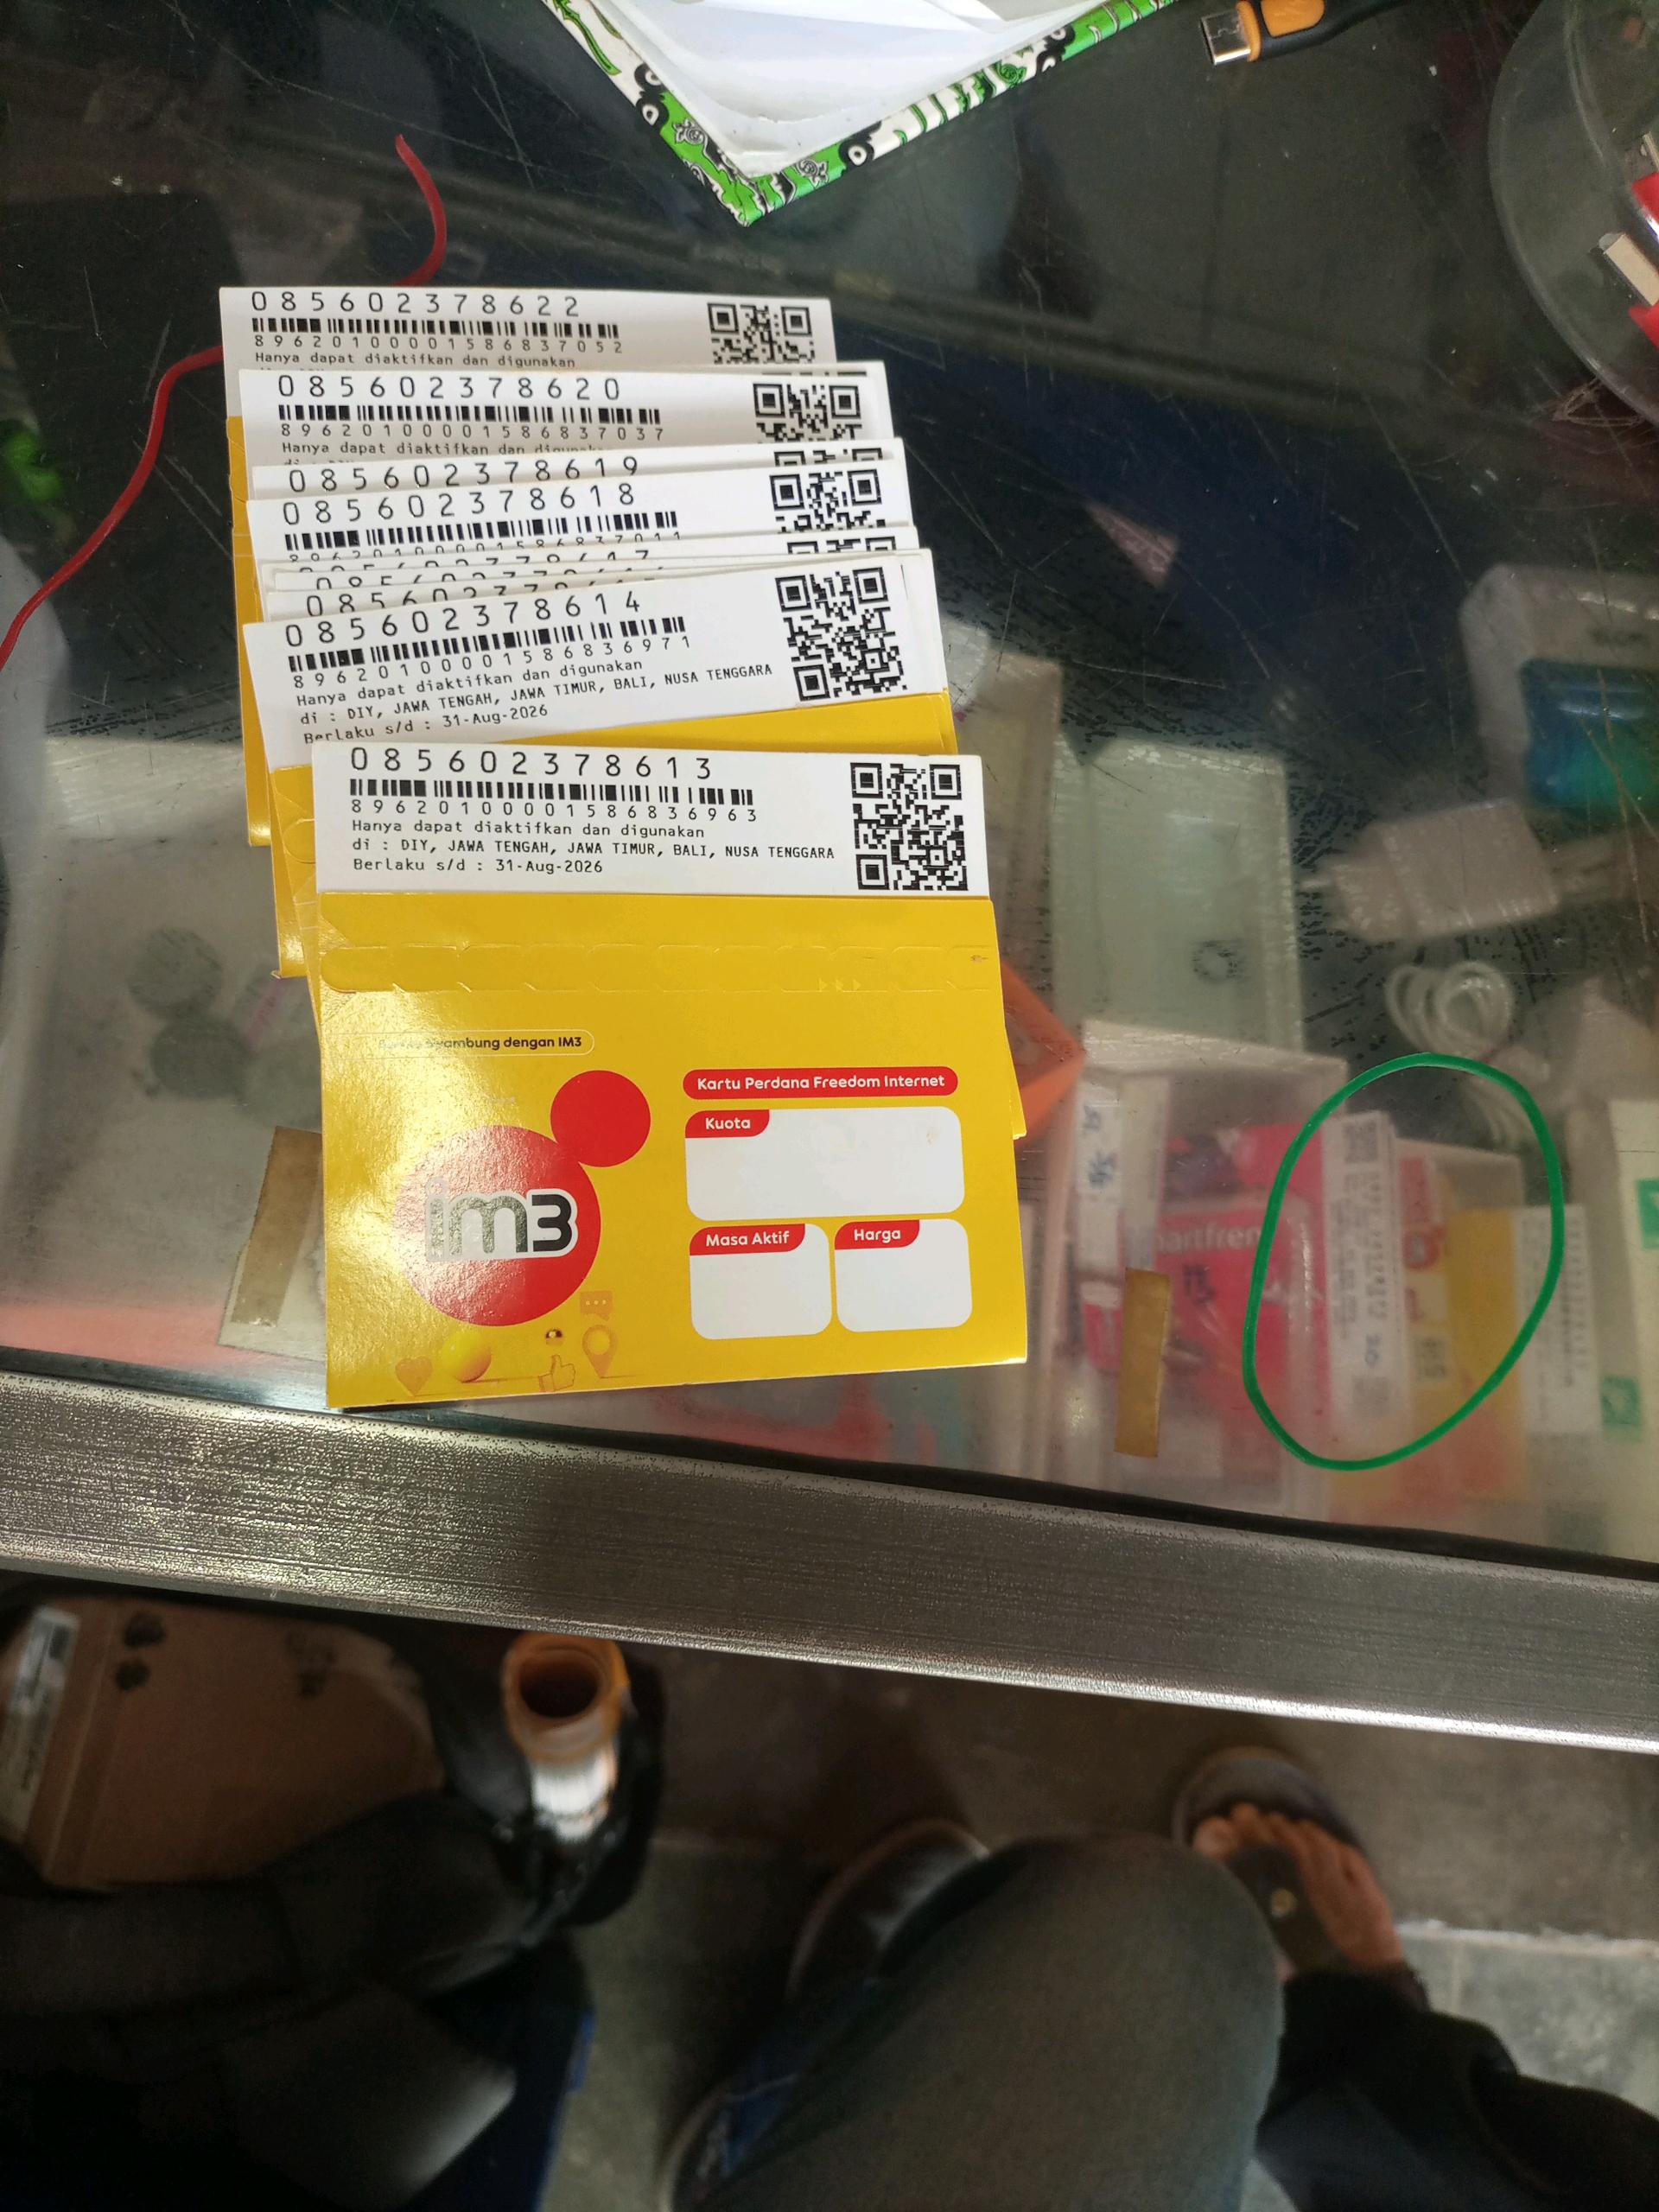 085602378622
89620100001586837052
Hanya dapat diaktifkan dan digunakan
085602378620
89620100001586837037
Hanya dapat diaktifkan dan digunakan
085602378619
085602378618
89620100001586837011
085602378614
89620100001586836971
Hanya dapat diaktifkan dan digunakan
di : DIY, JAWA TENGAH, JAWA TIMUR, BALI, NUSA TENGGARA
Berlaku s/d : 31-Aug-2026
085602378613
89620100001586836963
Hanya dapat diaktifkan dan digunakan
di : DIY, JAWA TENGAH, JAWA TIMUR, BALI, NUSA TENGGARA
Berlaku s/d : 31-Aug-2026
dengan IM3
Kartu Perdana Freedom Internet
Kuota
im3
Masa Aktif
Harga